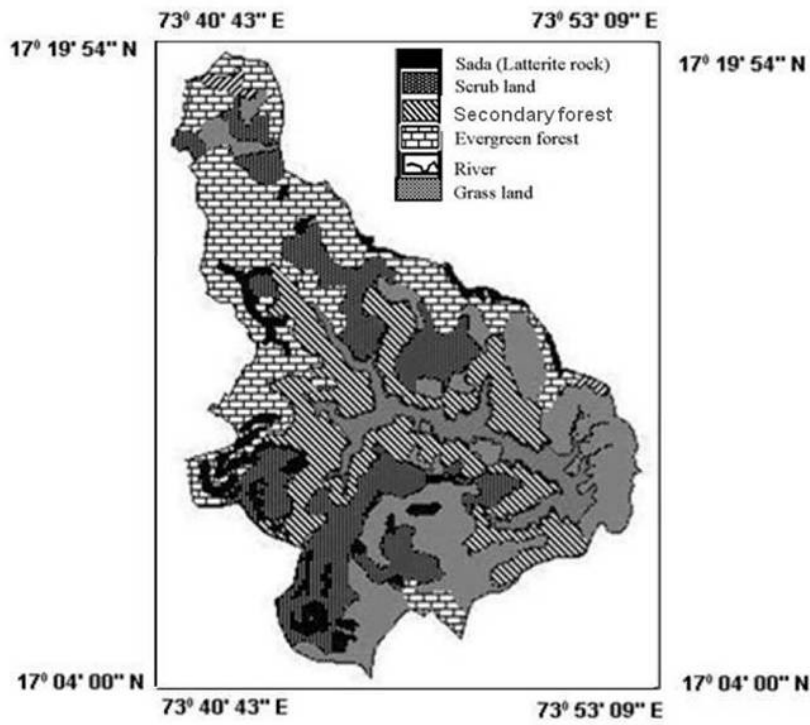 73⁰ 40' 43" E
73⁰ 53' 09" E
17⁰ 19' 54" N
17⁰ 19' 54" N
Sada (Latterite rock)
Scrub land
Secondary forest
Evergreen forest
River
Grass land
17⁰ 04' 00" N
17⁰ 04' 00" N
73⁰ 40' 43" E
73⁰ 53' 09" E